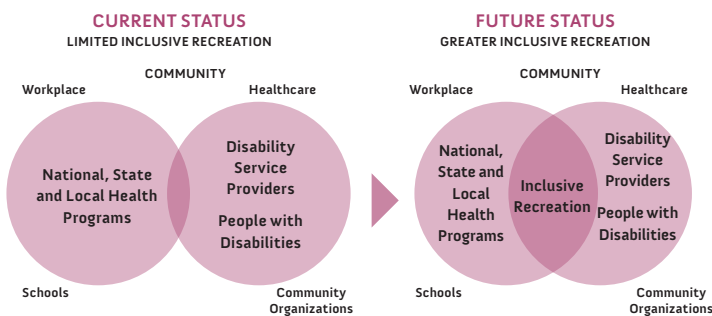 CURRENT STATUS
LIMITED INCLUSIVE RECREATION
COMMUNITY
Workplace
Healthcare
National, State
and Local Health
Programs
Disability
Service
Providers
People with
Disabilities
Schools
Community
Organizations
FUTURE STATUS
GREATER INCLUSIVE RECREATION
COMMUNITY
Workplace
Healthcare
National,
State and
Local
Health
Programs
Inclusive
Recreation
Disability
Service
Providers
People with
Disabilities
Schools
Community
Organizations